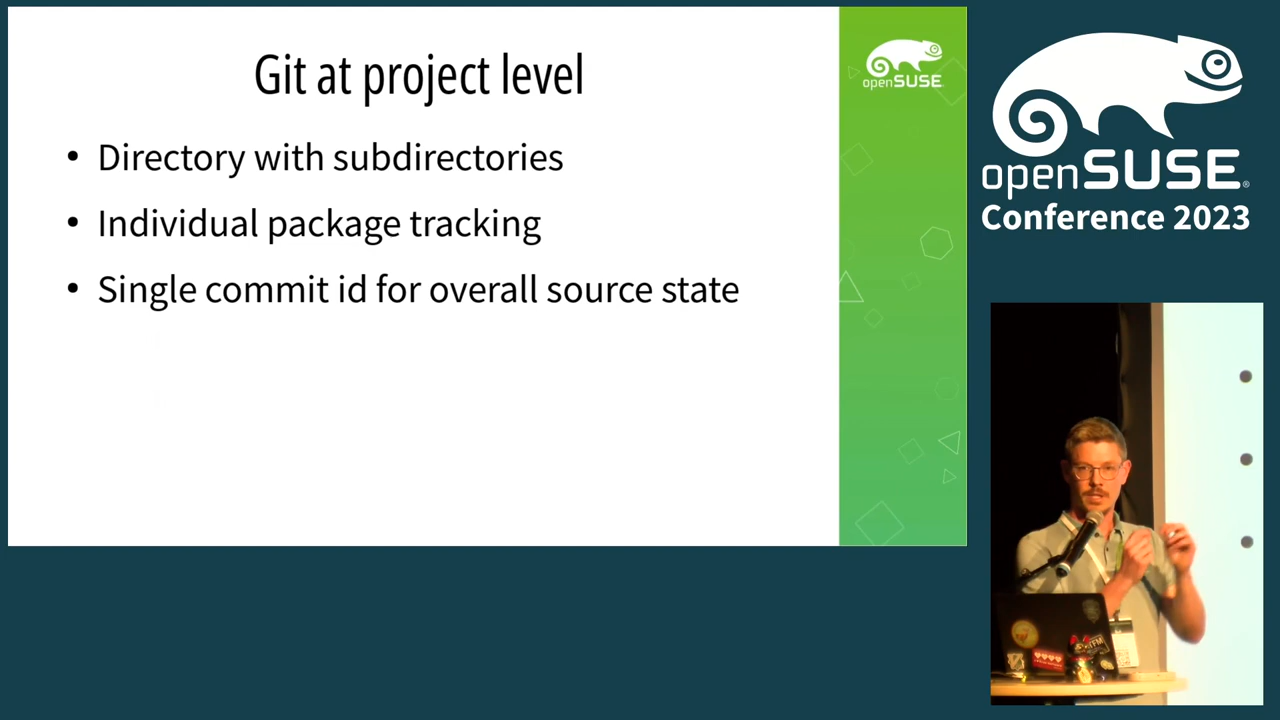 Git at project level
• Directory with subdirectories
• Individual package tracking
• Single commit id for overall source state
openSUSE
openSUSE®
Conference 2023